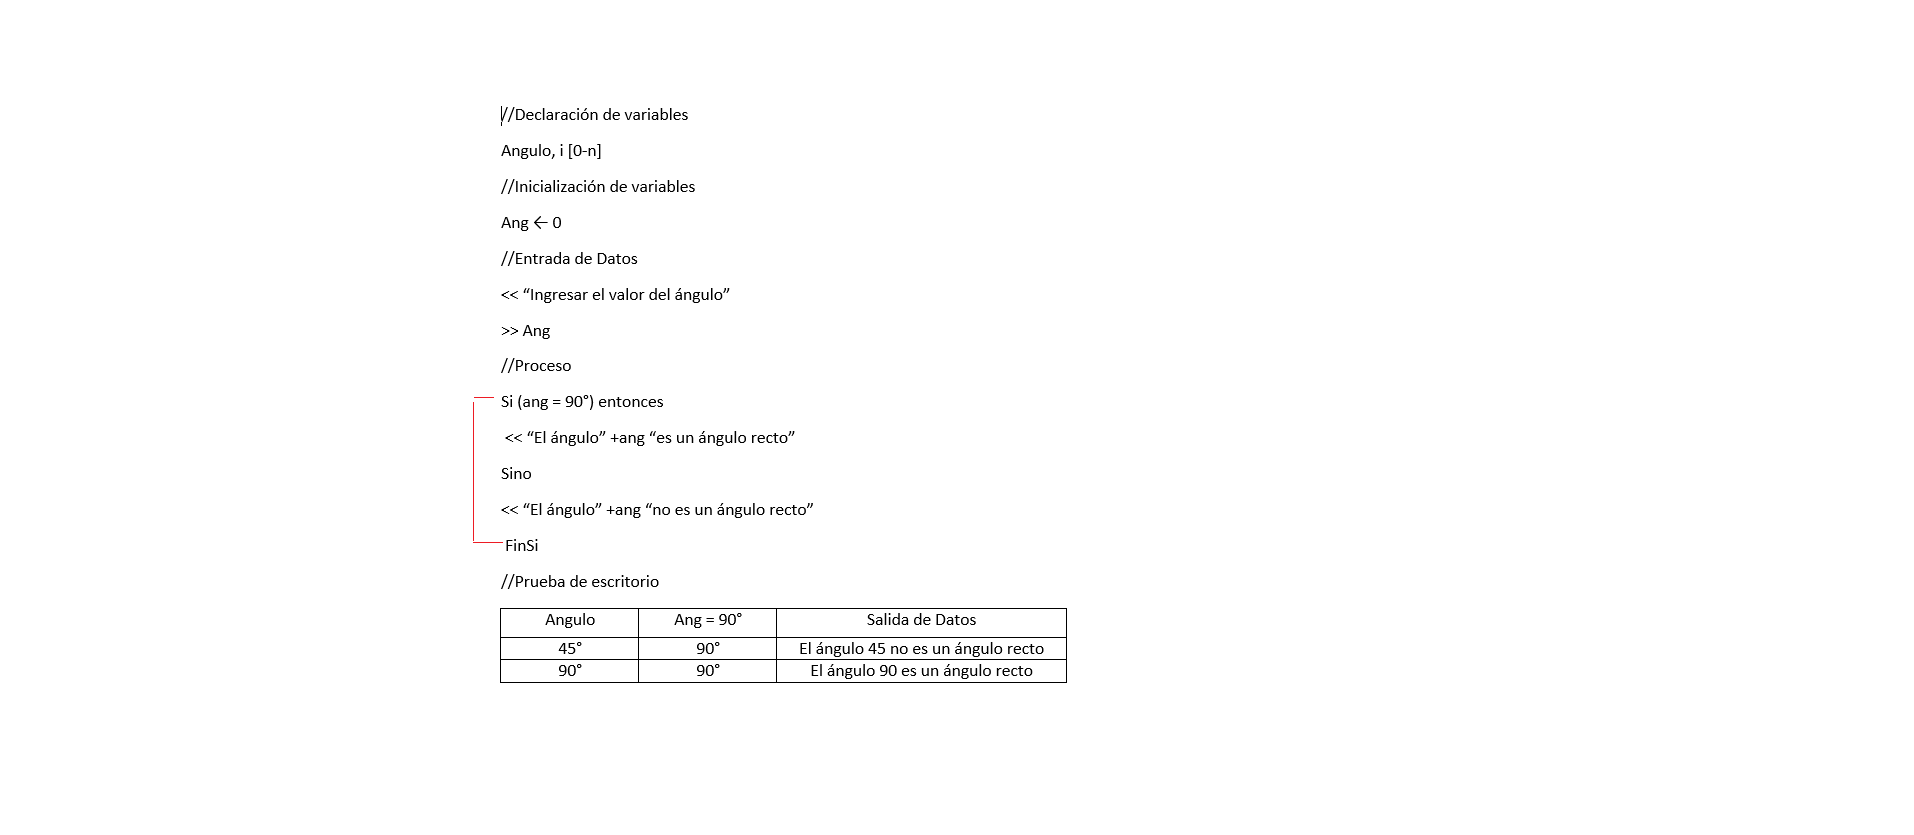 //Declaración de variables
Angulo, i [0-n]
//Inicialización de variables
Ang ← 0
//Entrada de Datos
<< “Ingresar el valor del ángulo”
>> Ang
//Proceso
Si (ang = 90°) entonces
<< “El ángulo” +ang “es un ángulo recto”
Sino
<< “El ángulo” +ang “no es un ángulo recto”
FinSi
//Prueba de escritorio
Angulo Ang = 90° Salida de Datos
45° 90° El ángulo 45 no es un ángulo recto
90° 90° El ángulo 90 es un ángulo recto